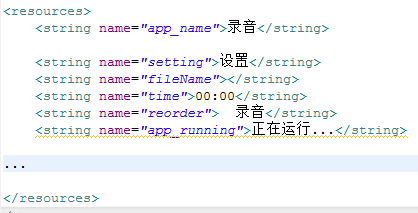 <resources>
<string name="app_name">录音</string>
<string name="setting">设置</string>
<string name="fileName"></string>
<string name="time">00:00</string>
<string name="reorder">  录音</string>
<string name="app_running">正在运行...</string>
...
</resources>